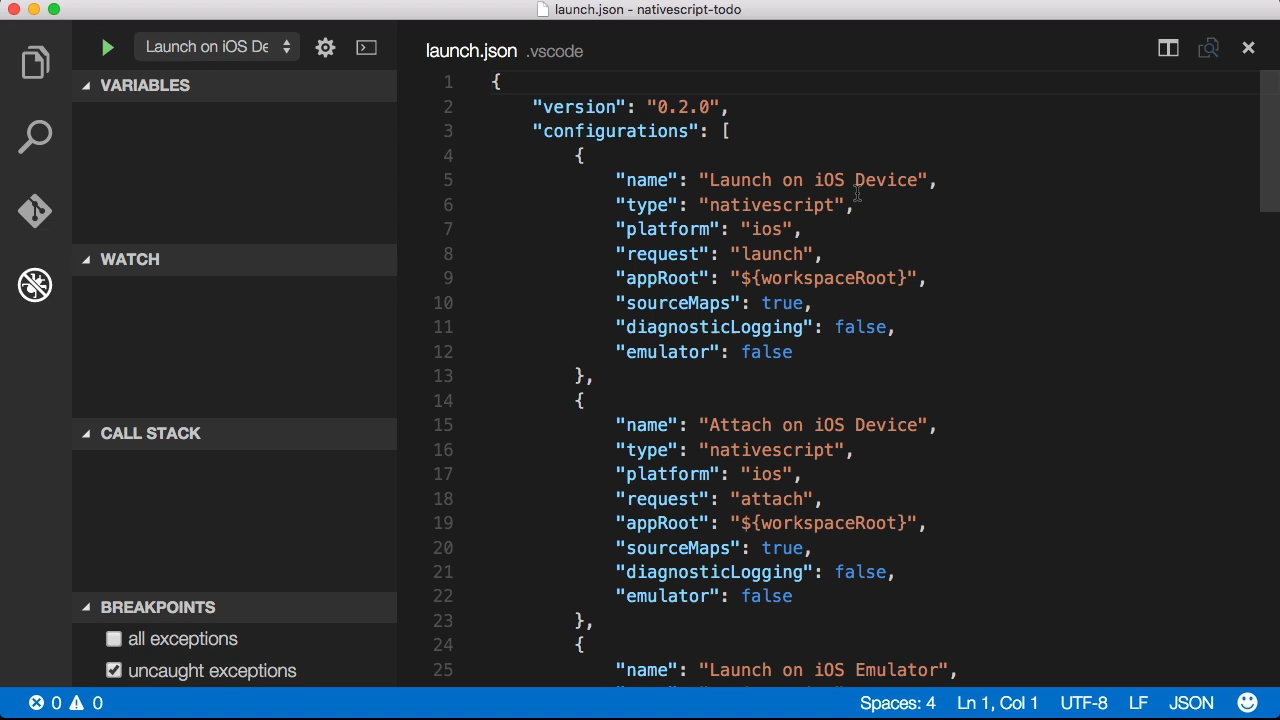 launch.json - nativescript-todo
Launch on iOS De
VARIABLES
WATCH
CALL STACK
BREAKPOINTS
all exceptions
uncaught exceptions
launch.json .vscode
1 {
2 "version": "0.2.0",
3 "configurations": [
4 {
5 "name": "Launch on iOS Device",
6 "type": "nativescript",
7 "platform": "ios",
8 "request": "launch",
9 "appRoot": "${workspaceRoot}",
10 "sourceMaps": true,
11 "diagnosticLogging": false,
12 "emulator": false
13 },
14 {
15 "name": "Attach on iOS Device",
16 "type": "nativescript",
17 "platform": "ios",
18 "request": "attach",
19 "appRoot": "${workspaceRoot}",
20 "sourceMaps": true,
21 "diagnosticLogging": false,
22 "emulator": false
23 },
24 {
25 "name": "Launch on iOS Emulator",
0 0
Spaces: 4 Ln 1, Col 1 UTF-8 LF JSON